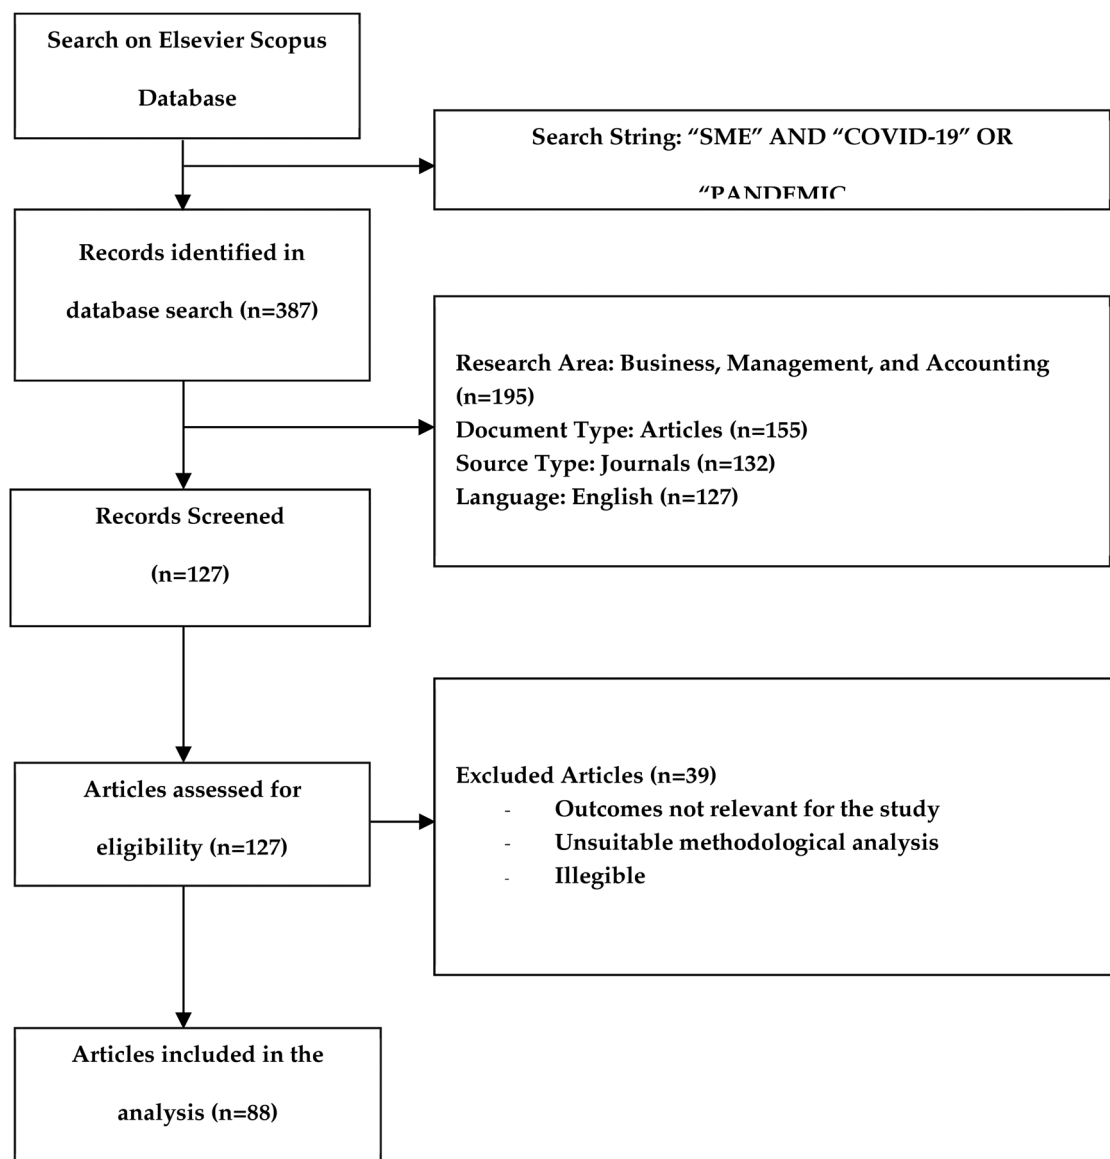 Search on Elsevier Scopus
Database
Search String: “SME” AND “COVID-19” OR
“PANDEMIC
Records identified in
database search (n=387)
Research Area: Business, Management, and Accounting
(n=195)
Document Type: Articles (n=155)
Source Type: Journals (n=132)
Language: English (n=127)
Records Screened
(n=127)
Articles assessed for
eligibility (n=127)
Excluded Articles (n=39)
- Outcomes not relevant for the study
- Unsuitable methodological analysis
- Illegible
Articles included in the
analysis (n=88)